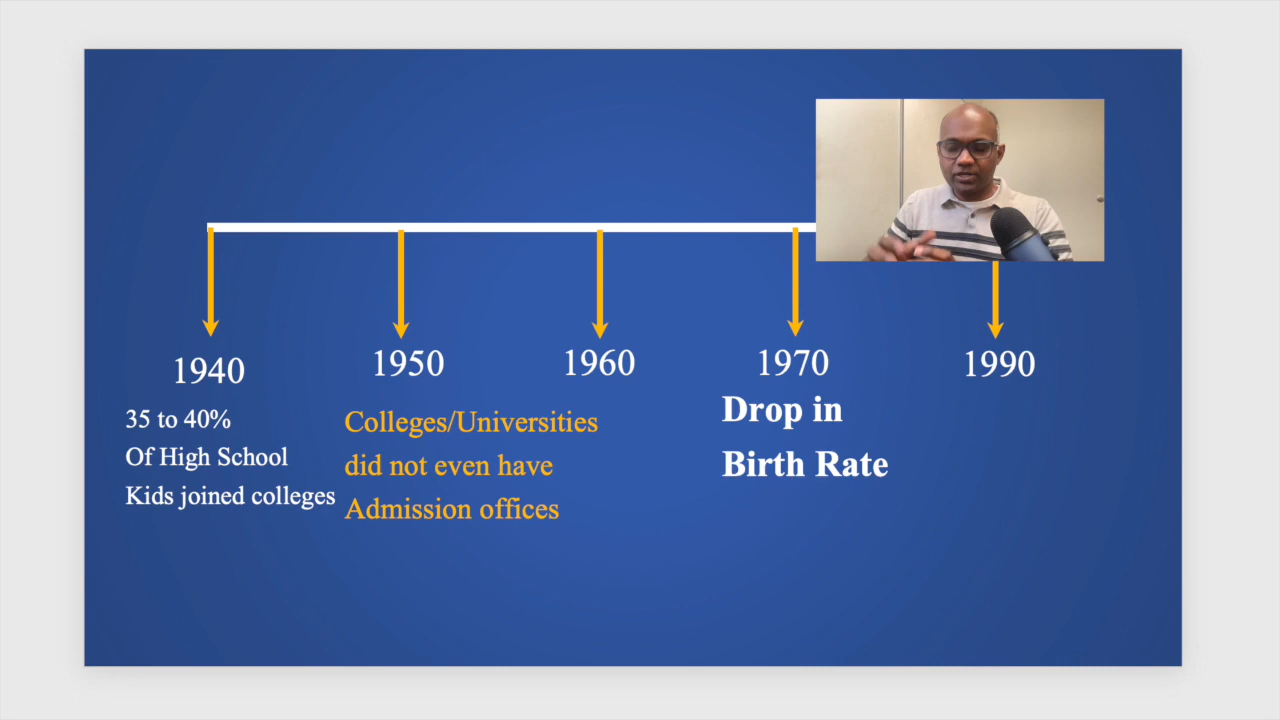 1940
35 to 40%
Of High School
Kids joined colleges
1950
Colleges/Universities
did not even have
Admission offices
1960
1970
Drop in
Birth Rate
1990